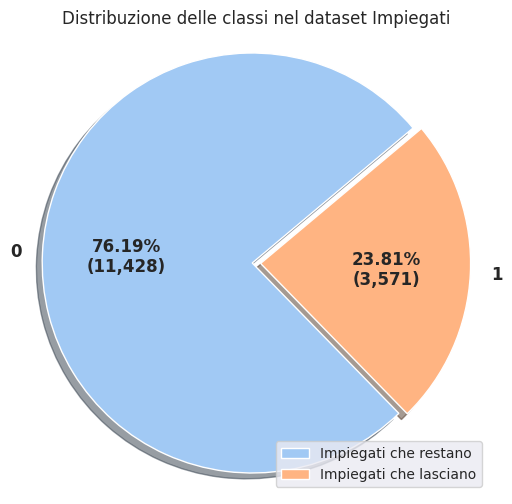 Distribuzione delle classi nel dataset Impiegati
0
76.19%
(11,428)
23.81%
(3,571)
1
Impiegati che restano
Impiegati che lasciano